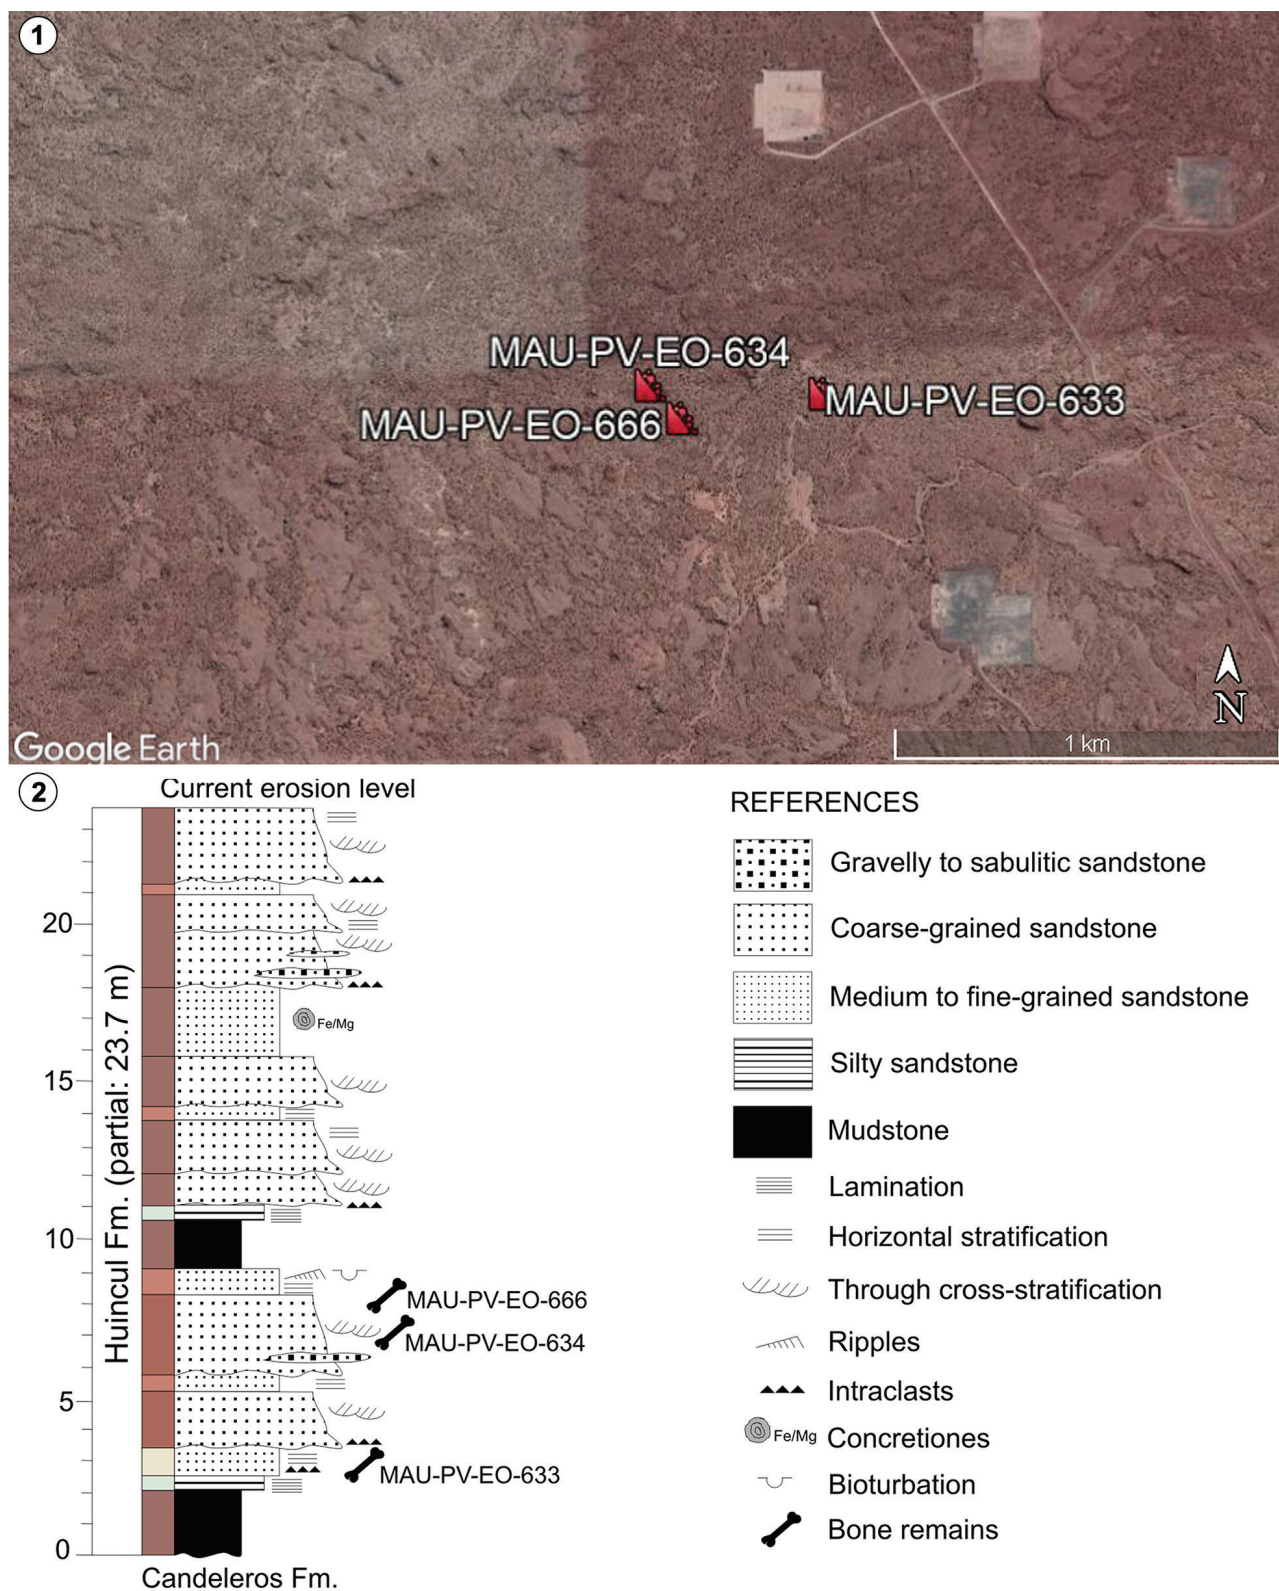 1
MAU-PV-EO-634
MAU-PV-EO-633
MAU-PV-EO-666
N
Google Earth
1 km
2
Current erosion level
20
15
10
5
0
Huincul Fm. (partial: 23.7 m)
Fe/Mg
MAU-PV-EO-666
MAU-PV-EO-634
MAU-PV-EO-633
Candeleros Fm.
REFERENCES
Gravelly to sabulitic sandstone
Coarse-grained sandstone
Medium to fine-grained sandstone
Silty sandstone
Mudstone
Lamination
Horizontal stratification
Through cross-stratification
Ripples
Intraclasts
Fe/Mg Concretiones
Bioturbation
Bone remains